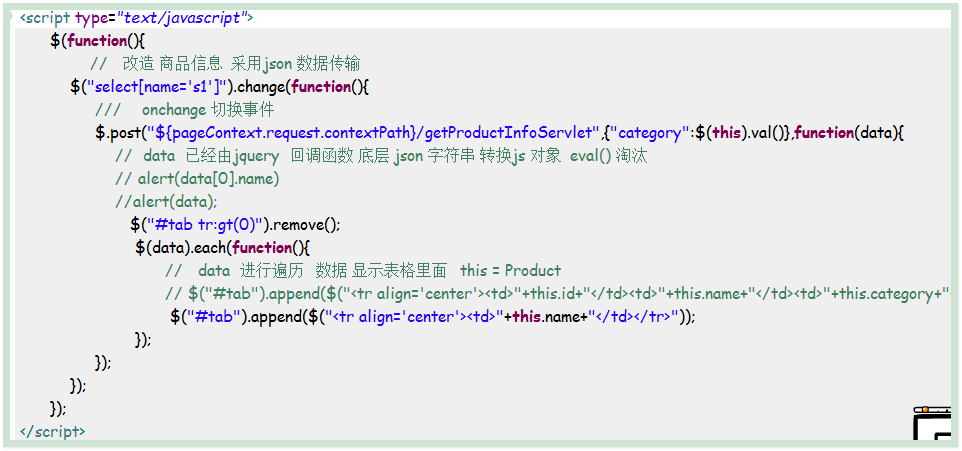 <script type="text/javascript">
$(function(){
// 改造 商品信息 采用json 数据传输
$("select[name='s1']").change(function(){
/// onchange 切换事件
$.post("${pageContext.request.contextPath}/getProductInfoServlet",{"category":$(this).val()},function(data){
// data 已经由jquery 回调函数 底层 json 字符串 转换js 对象 eval() 淘汰
// alert(data[0].name)
//alert(data);
$("#tab tr:gt(0)").remove();
$(data).each(function(){
// data 进行遍历 数据 显示表格里面 this = Product
// $("#tab").append($("<tr align='center'><td>"+this.id+"</td><td>"+this.name+"</td><td>"+this.category+"
$("#tab").append($("<tr align='center'><td>"+this.name+"</td></tr>"));
});
});
});
});
</script>